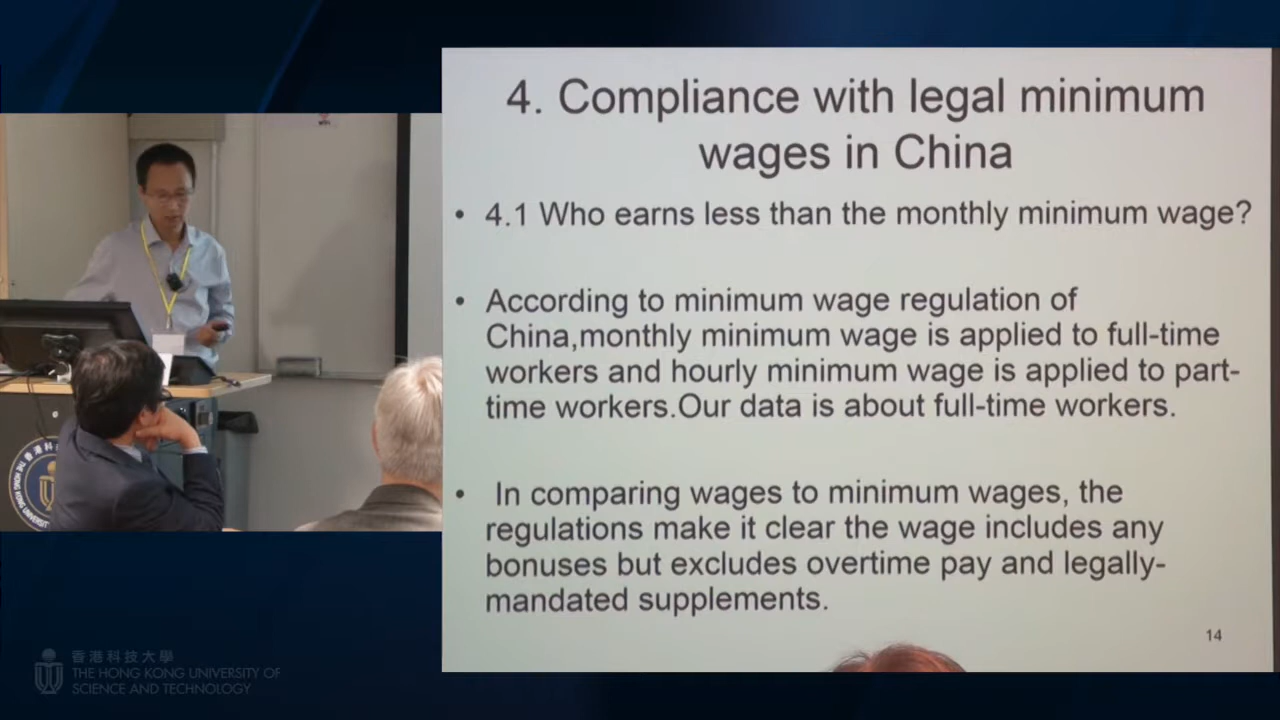 4. Compliance with legal minimum
wages in China
• 4.1 Who earns less than the monthly minimum wage?
• According to minimum wage regulation of
China,monthly minimum wage is applied to full-time
workers and hourly minimum wage is applied to part-
time workers.Our data is about full-time workers.
• In comparing wages to minimum wages, the
regulations make it clear the wage includes any
bonuses but excludes overtime pay and legally-
mandated supplements.
14
香港科技大學
THE HONG KONG UNIVERSITY OF
SCIENCE AND TECHNOLOGY